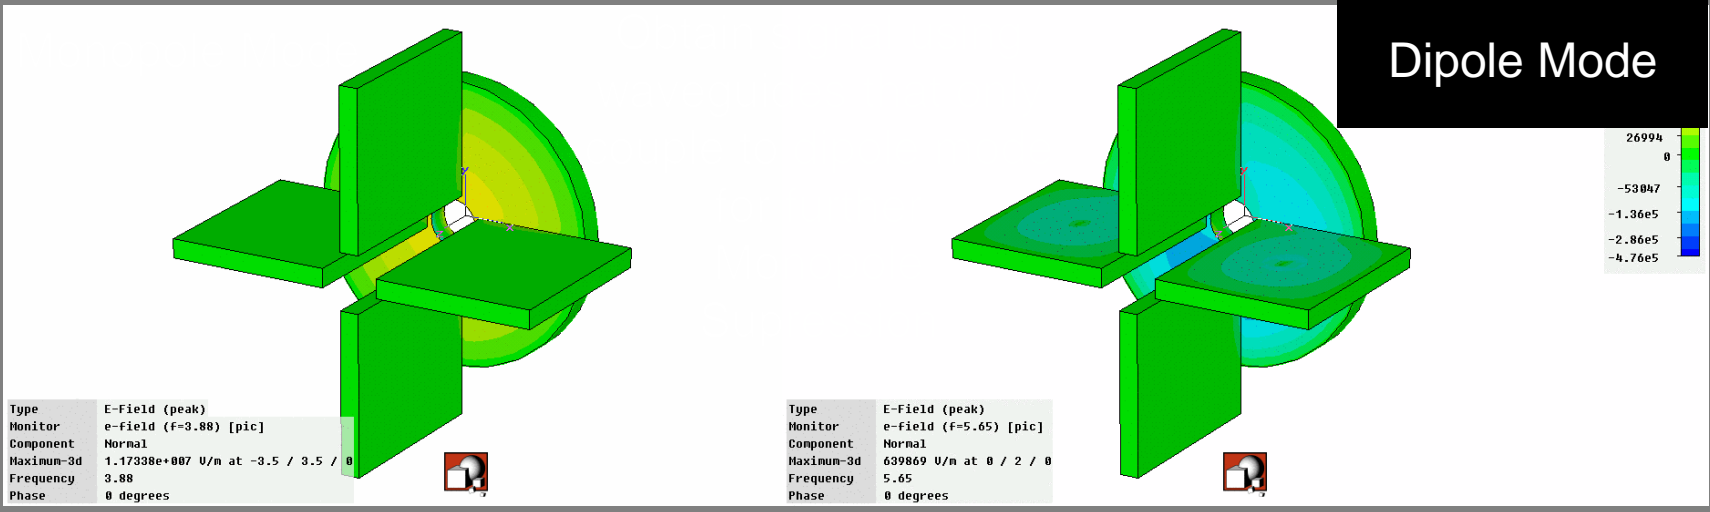 Dipole Mode
26994
0
-53047
-1.36e5
-2.86e5
-4.76e5
Y
X
Y
X
Type E-Field (peak)
Monitor e-field (f=3.88) [pic]
Component Normal
Maximum-3d 1.17338e+007 V/m at -3.5 / 3.5 / 0
Frequency 3.88
Phase 0 degrees
Type E-Field (peak)
Monitor e-field (f=5.65) [pic]
Component Normal
Maximum-3d 639869 V/m at 0 / 2 / 0
Frequency 5.65
Phase 0 degrees